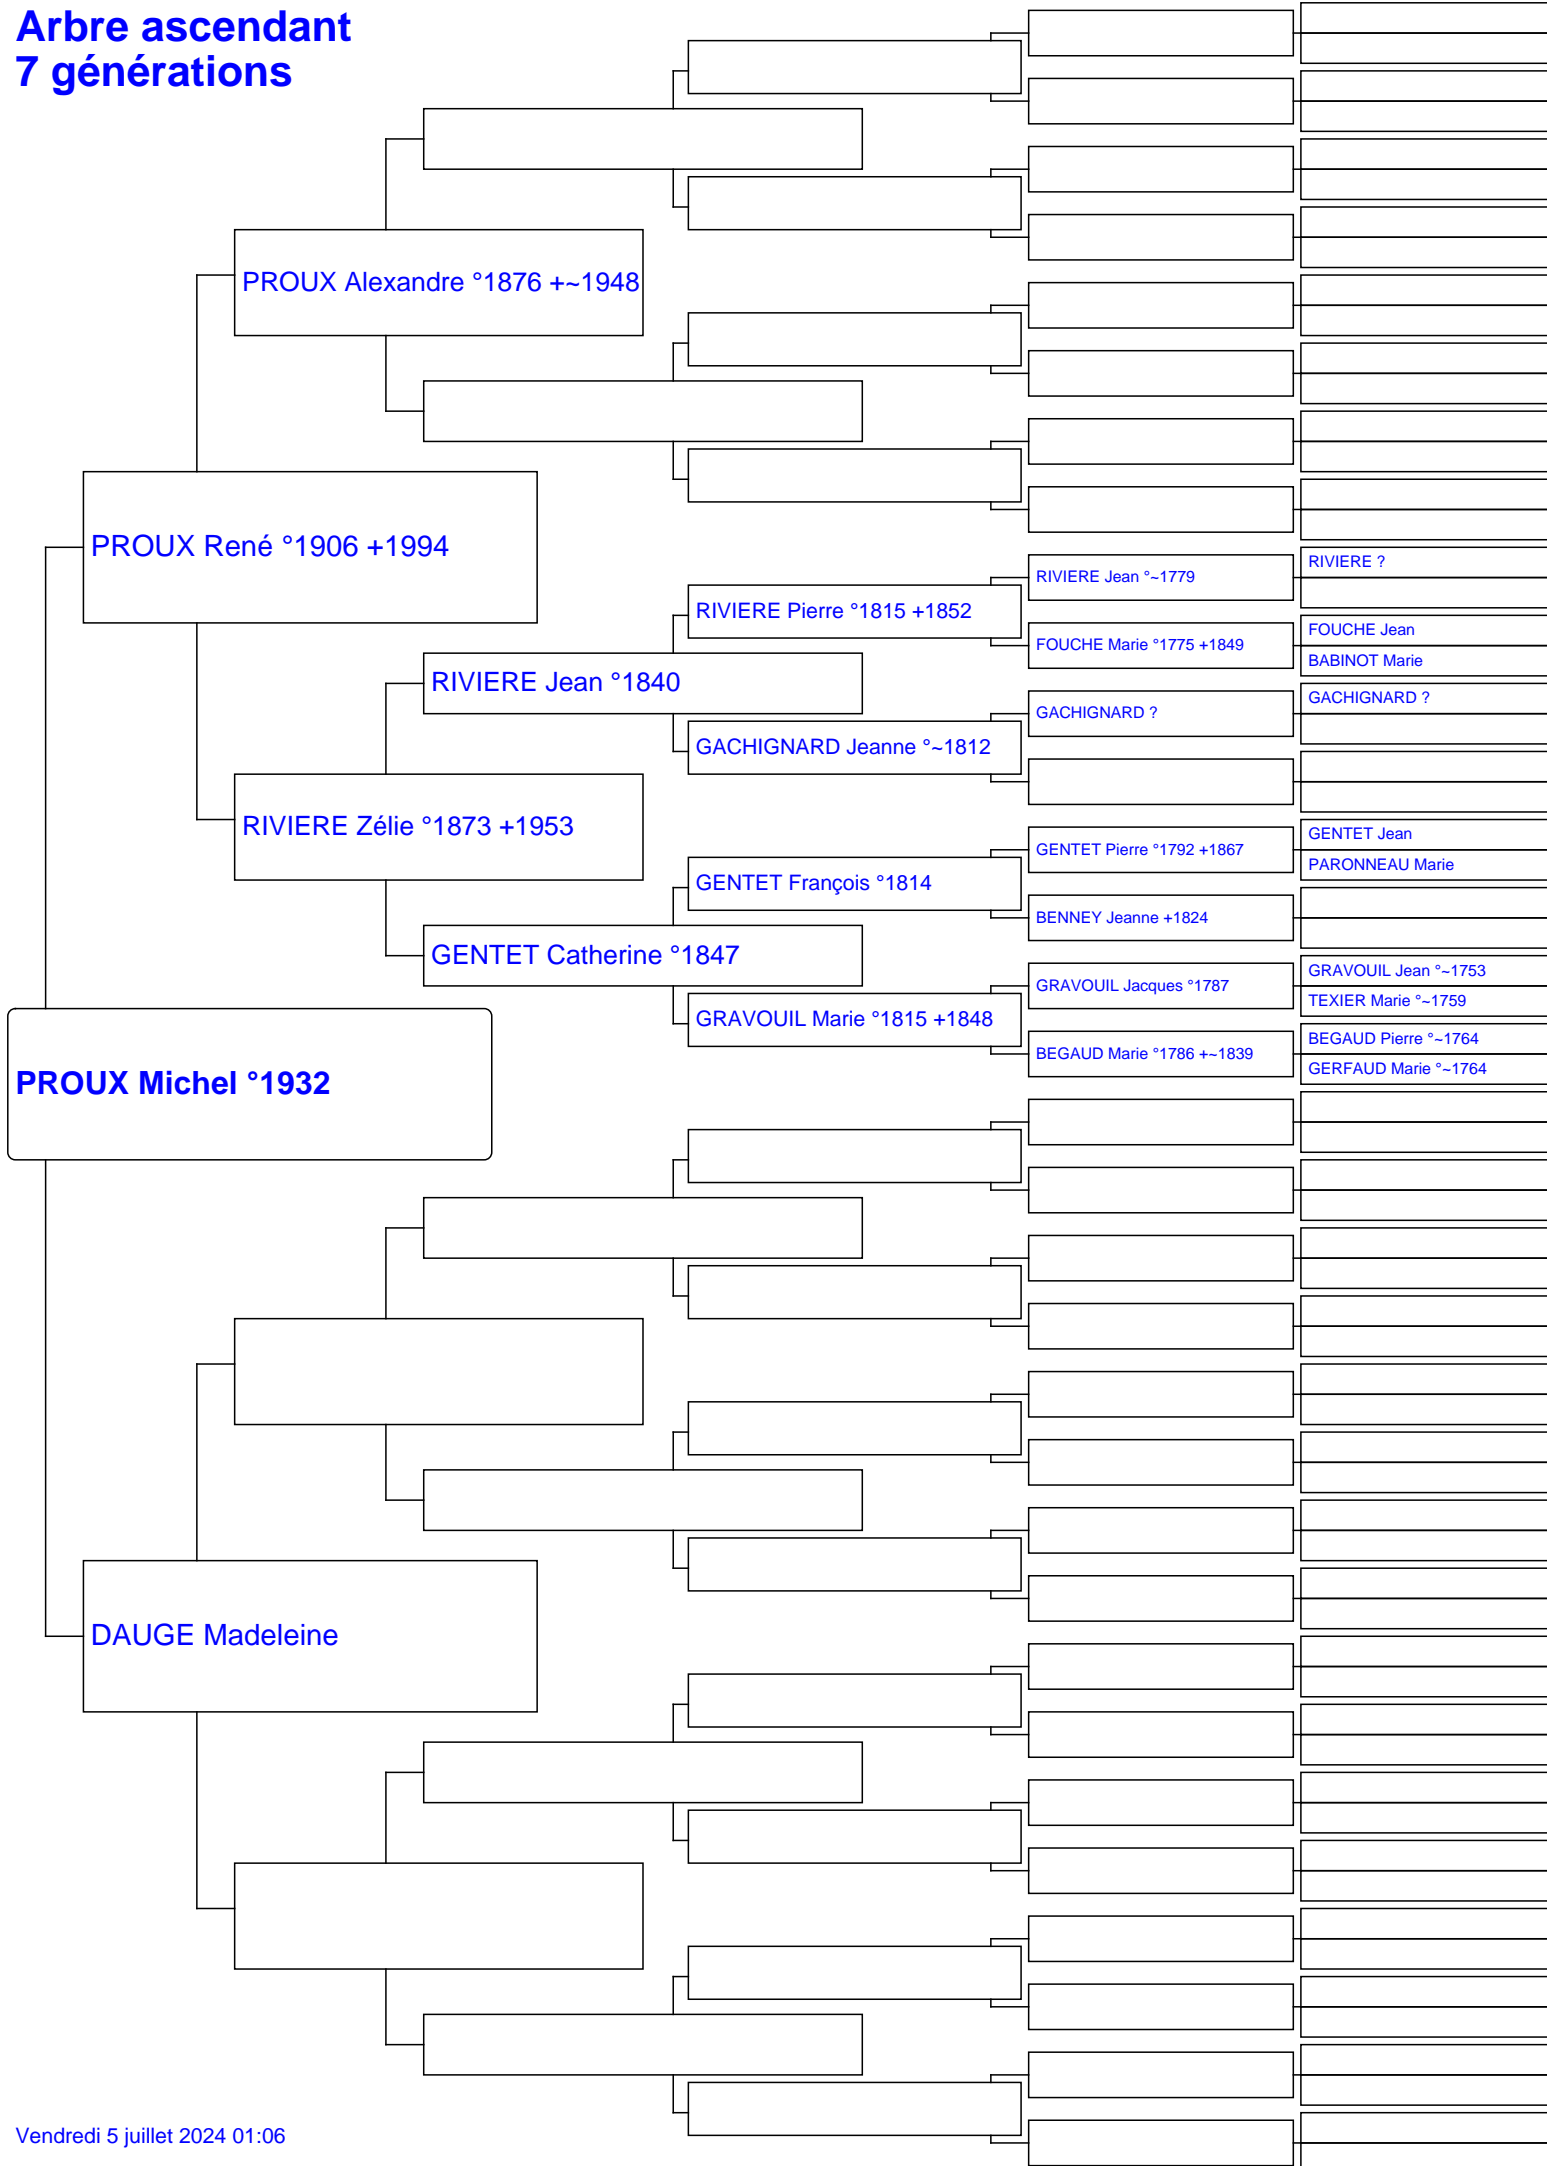 Arbre ascendant
7 générations
PROUX Alexandre °1876 +~1948
PROUX René °1906 +1994
RIVIERE ?
RIVIERE Jean °~1779
RIVIERE Pierre °1815 +1852
FOUCHE Jean
FOUCHE Marie °1775 +1849
BABINOT Marie
RIVIERE Jean °1840
GACHIGNARD ?
GACHIGNARD ?
GACHIGNARD Jeanne °~1812
RIVIERE Zélie °1873 +1953
GENTET Jean
GENTET Pierre °1792 +1867
PARONNEAU Marie
GENTET François °1814
BENNEY Jeanne +1824
GENTET Catherine °1847
GRAVOUIL Jean °~1753
GRAVOUIL Jacques °1787
TEXIER Marie °~1759
GRAVOUIL Marie °1815 +1848
BEGAUD Pierre °~1764
BEGAUD Marie °1786 +~1839
GERFAUD Marie °~1764
PROUX Michel °1932
DAUGE Madeleine
Vendredi 5 juillet 2024 01:06